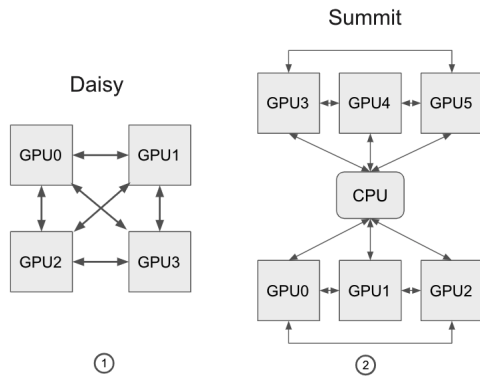 Daisy
GPU0 GPU1
GPU2 GPU3
①
Summit
GPU3 GPU4 GPU5
CPU
GPU0 GPU1 GPU2
②